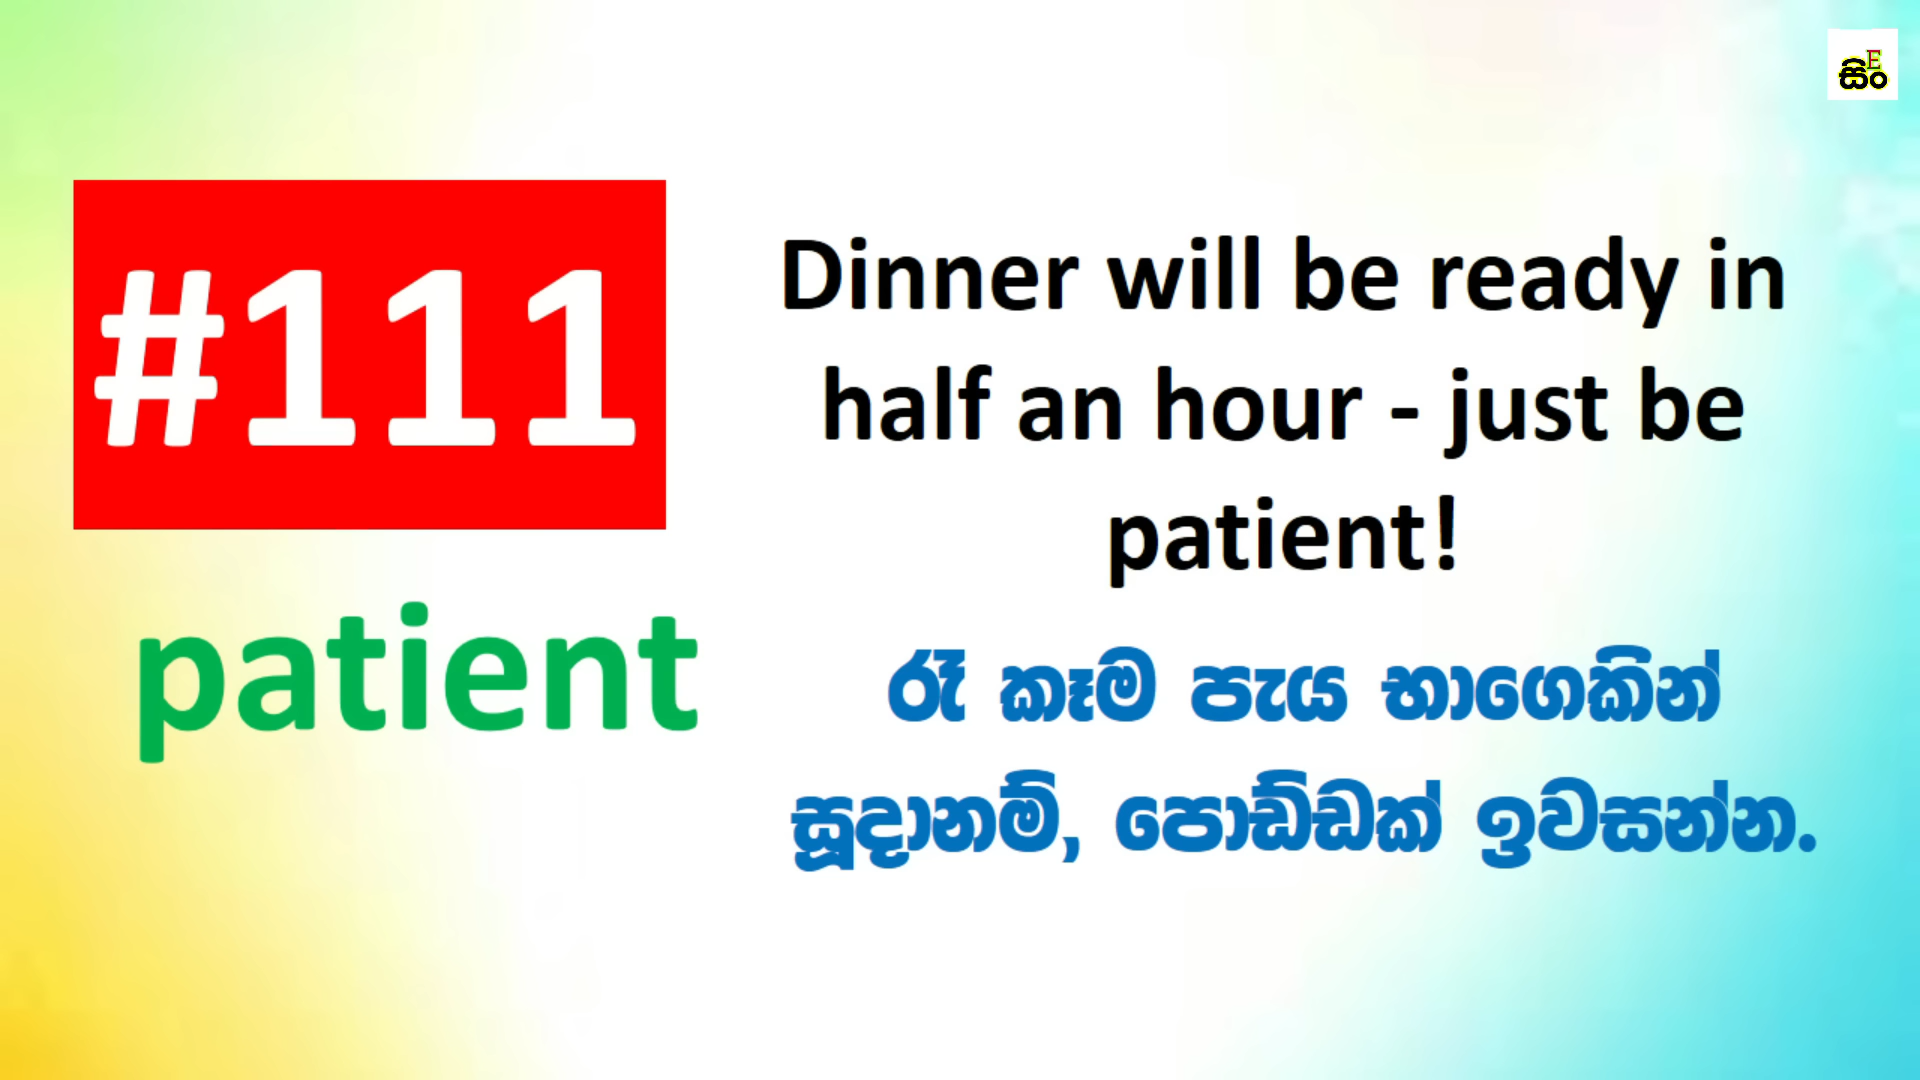 E
සිං
#111
patient
Dinner will be ready in
half an hour - just be
patient!
රෑ කෑම පැය භාගෙකින්
සූදානම්, පොඩ්ඩක් ඉවසන්න.